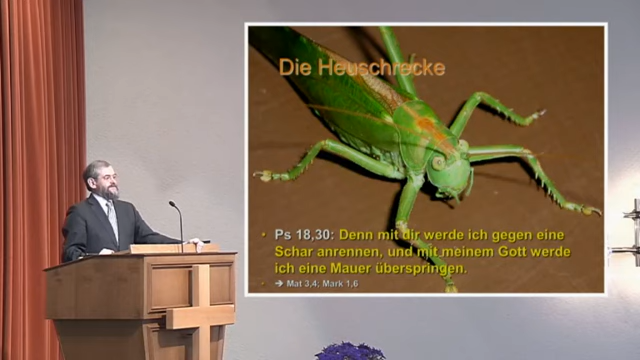 Die Heuschrecke
• Ps 18,30: Denn mit dir werde ich gegen eine
Schar anrennen, und mit meinem Gott werde
ich eine Mauer überspringen.
• ➔ Mat 3,4; Mark 1,6